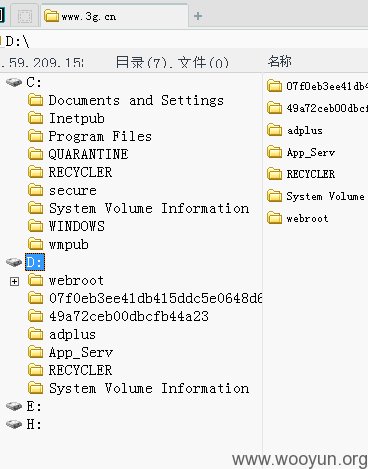 www.3g.cn
D:\
.59.209.15
目录(7),文件(0)
名称
C:
Documents and Settings
Inetpub
Program Files
QUARANTINE
RECYCLER
secure
System Volume Information
WINDOWS
wmpub
D:
webroot
07f0eb3ee41db415ddc5e0648d6
49a72ceb00dbcfb44a23
adplus
App_Serv
RECYCLER
System Volume Information
E:
H:
07f0eb3ee41db4
49a72ceb00dbcf
adplus
App_Serv
RECYCLER
System Volume
webroot
www.wooyun.org